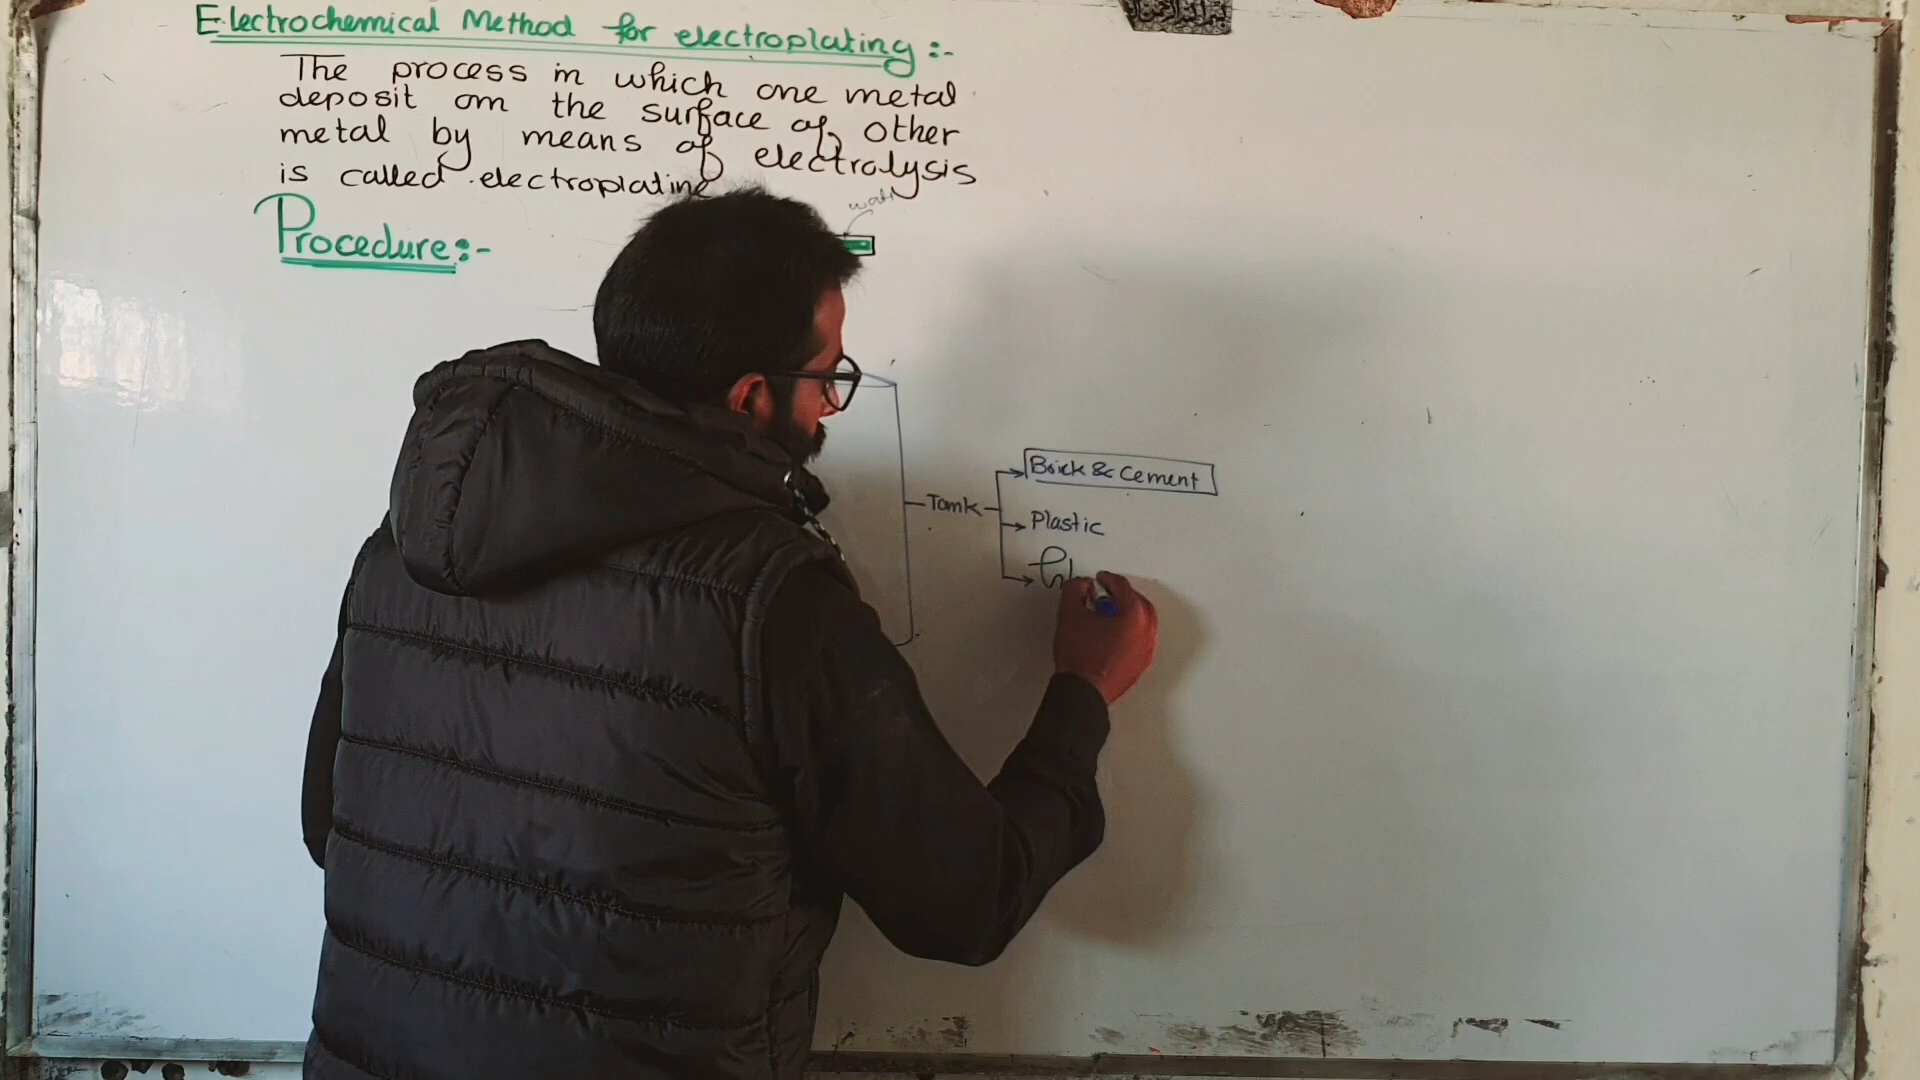 Electrochemical Method for electroplating :-
The process in which one metal
deposit on the surface of other
metal by means of electrolysis
is called electroplating
Procedure:-
Brick & Cement
Tank
Plastic